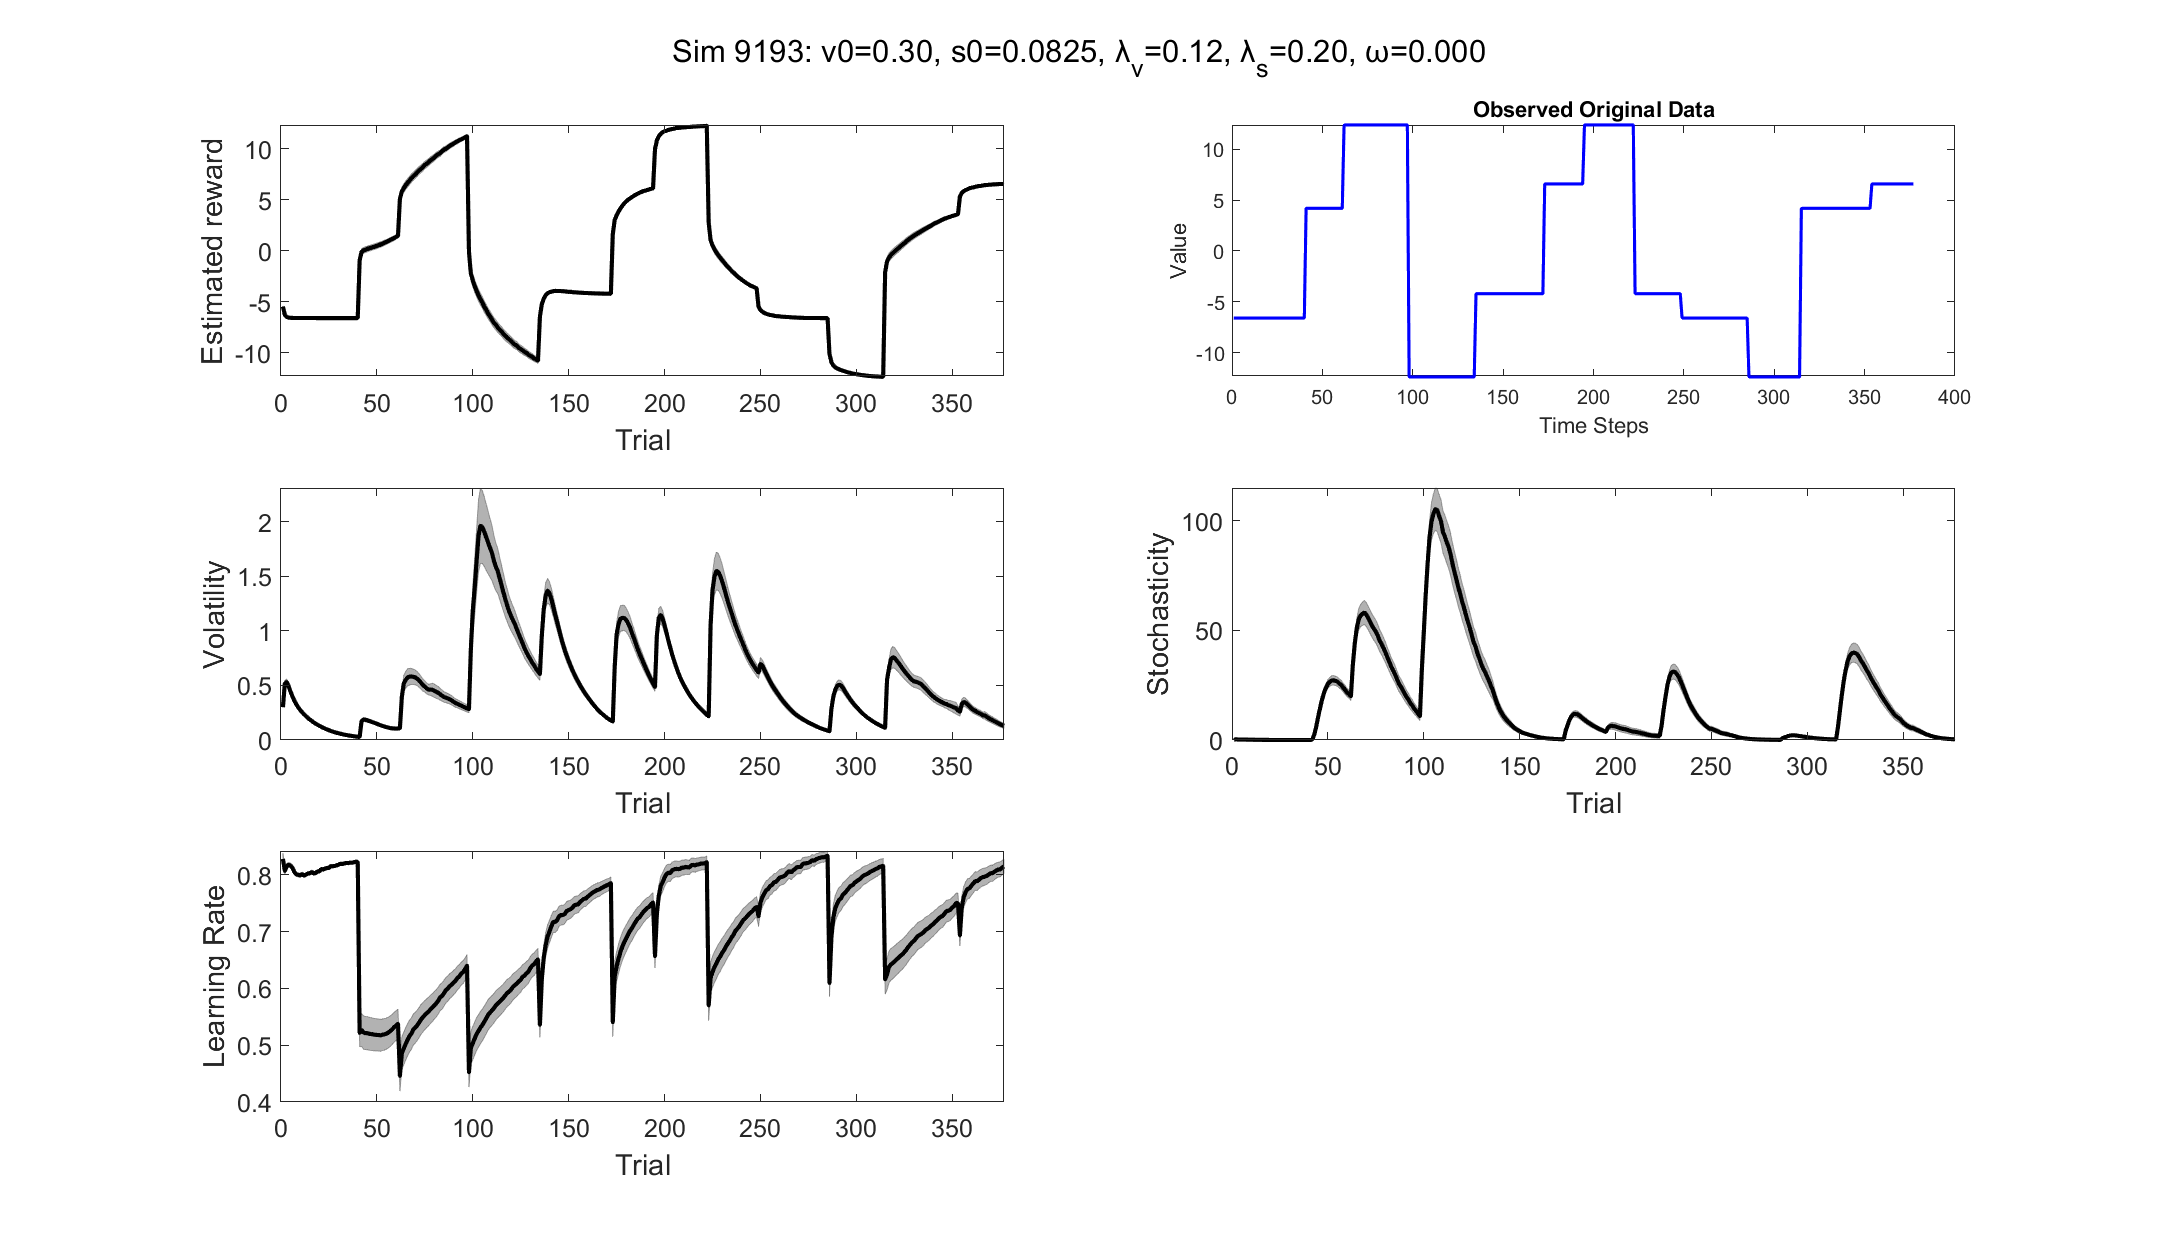 Sim 9193: v0=0.30, s0=0.0825, λv=0.12, λs=0.20, ω=0.000
Estimated reward
10
5
0
-5
-10
0 50 100 150 200 250 300 350
Trial
Observed Original Data
Value
10
5
0
-5
-10
0 50 100 150 200 250 300 350 400
Time Steps
Volatility
2
1.5
1
0.5
0
0 50 100 150 200 250 300 350
Trial
Stochasticity
100
50
0
0 50 100 150 200 250 300 350
Trial
Learning Rate
0.8
0.7
0.6
0.5
0.4
0 50 100 150 200 250 300 350
Trial